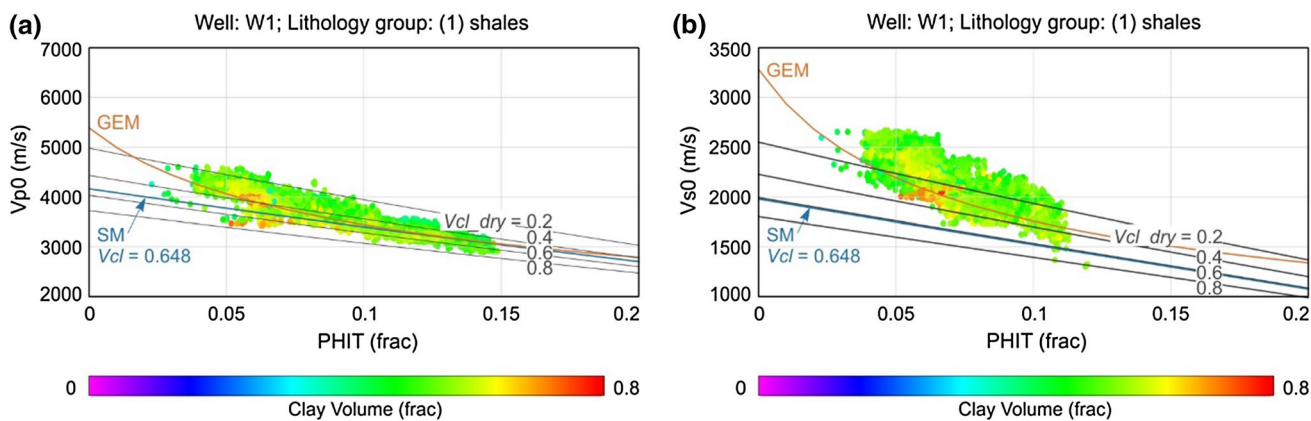 (a)
Well: W1; Lithology group: (1) shales
7000
6000
5000
4000
3000
2000
Vp0 (m/s)
GEM
SM
Vcl = 0.648
Vcl_dry = 0.2
0.4
0.6
0.8
0
0.05
0.1
0.15
0.2
PHIT (frac)
0
0.8
Clay Volume (frac)
(b)
Well: W1; Lithology group: (1) shales
3500
3000
2500
2000
1500
1000
Vs0 (m/s)
GEM
SM
Vcl = 0.648
Vcl_dry = 0.2
0.4
0.6
0.8
0
0.05
0.1
0.15
0.2
PHIT (frac)
0
0.8
Clay Volume (frac)